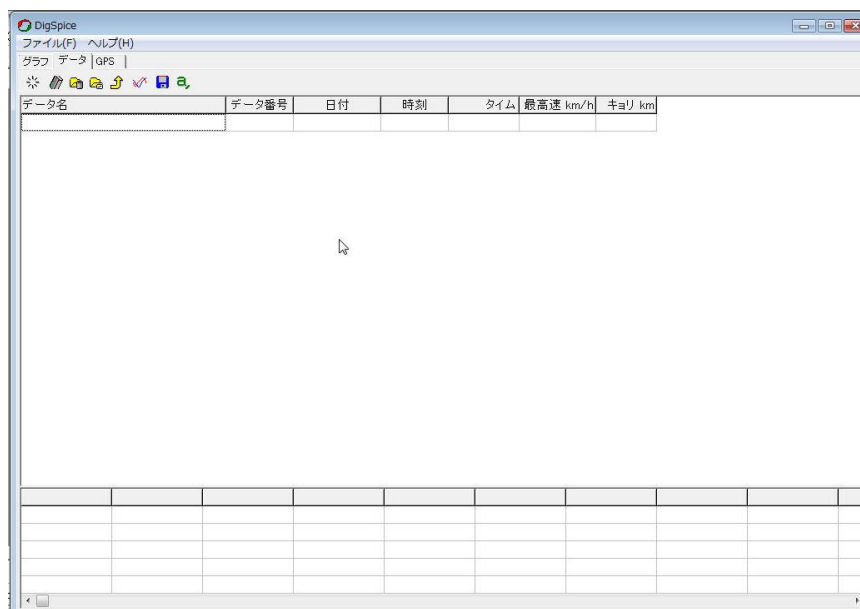 DigSpice
ファイル(F) ヘルプ(H)
グラフ データ GPS
a,
データ名 データ番号 日付 時刻 タイム 最高速 km/h キョリ km